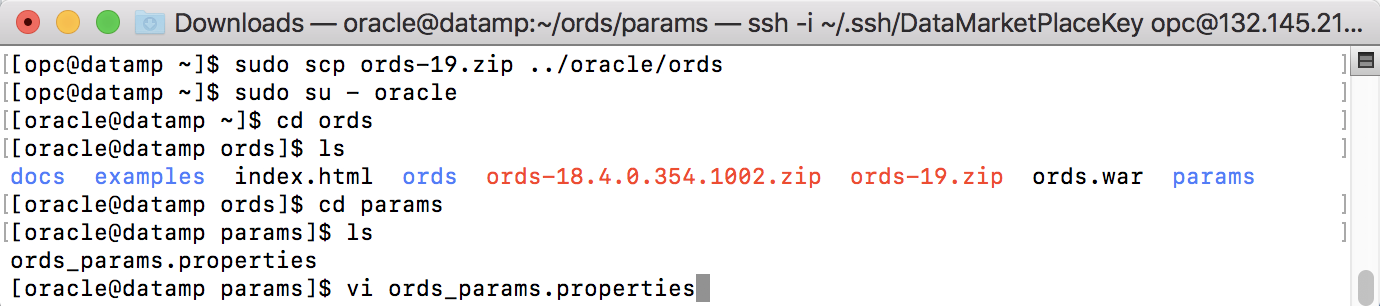 Downloads — oracle@datamp:~/ords/params — ssh -i ~/.ssh/DataMarketPlaceKey opc@132.145.21...
[[opc@datamp ~]$ sudo scp ords-19.zip ../oracle/ords ]
[[opc@datamp ~]$ sudo su - oracle ]
[[oracle@datamp ~]$ cd ords ]
[[oracle@datamp ords]$ ls ]
docs examples index.html ords ords-18.4.0.354.1002.zip ords-19.zip ords.war params
[[oracle@datamp ords]$ cd params ]
[[oracle@datamp params]$ ls ]
ords_params.properties
[oracle@datamp params]$ vi ords_params.properties